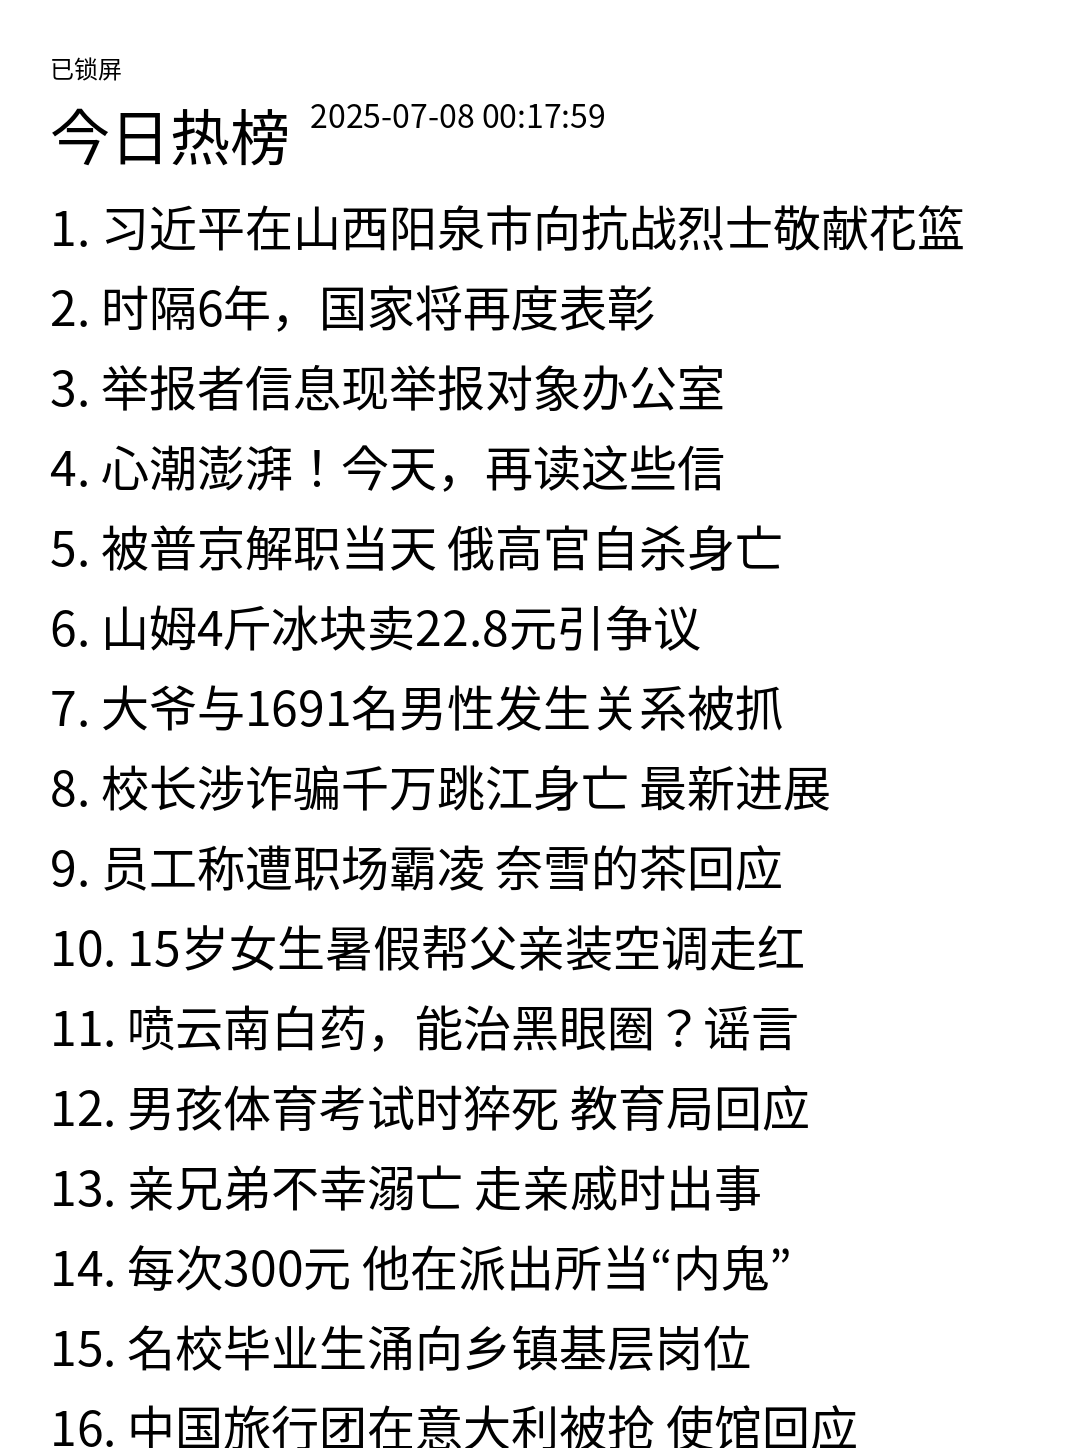 已锁屏
今日热榜 2025-07-08 00:17:59
1. 习近平在山西阳泉市向抗战烈士敬献花篮
2. 时隔6年，国家将再度表彰
3. 举报者信息现举报对象办公室
4. 心潮澎湃！今天，再读这些信
5. 被普京解职当天 俄高官自杀身亡
6. 山姆4斤冰块卖22.8元引争议
7. 大爷与1691名男性发生关系被抓
8. 校长涉诈骗千万跳江身亡 最新进展
9. 员工称遭职场霸凌 奈雪的茶回应
10. 15岁女生暑假帮父亲装空调走红
11. 喷云南白药，能治黑眼圈？谣言
12. 男孩体育考试时猝死 教育局回应
13. 亲兄弟不幸溺亡 走亲戚时出事
14. 每次300元 他在派出所当“内鬼”
15. 名校毕业生涌向乡镇基层岗位
16. 中国旅行团在意大利被抢 使馆回应